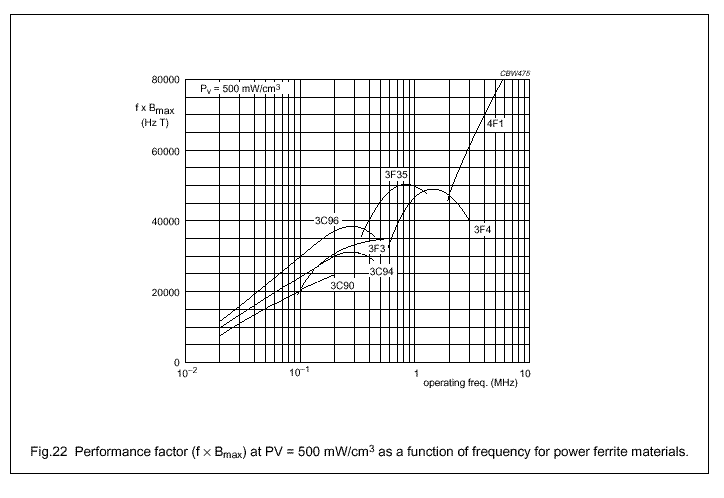 CBW475
80000
Pv = 500 mW/cm3
f x Bmax
(Hz T)
4F1
60000
3F35
40000
3C96
3F4
3F3
3C94
3C90
20000
0
10−2
10−1
1
10
operating freq. (MHz)
Fig.22 Performance factor (f × Bmax) at PV = 500 mW/cm3 as a function of frequency for power ferrite materials.